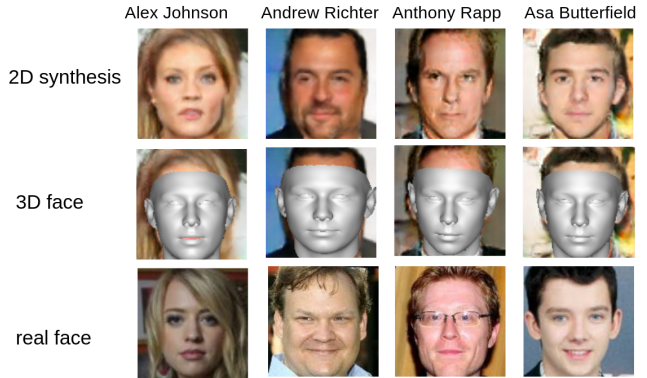 Alex Johnson Andrew Richter Anthony Rapp Asa Butterfield
2D synthesis
3D face
real face